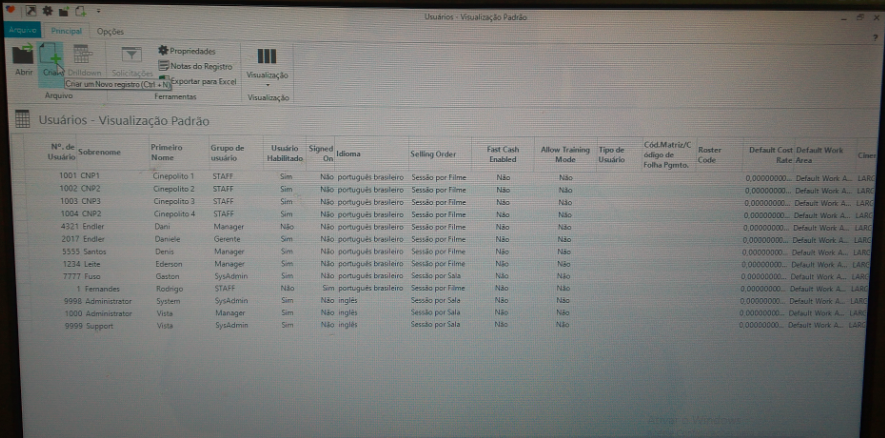 Usuários - Visualização Padrão
Arquivo Principal Opções
Abrir Criar Drilldown Solicitações Propriedades Visualização
Notas do Registro
Exportar para Excel
Criar um Novo registro (Ctrl + N)
Arquivo Ferramentas Visualização
Usuários - Visualização Padrão
Nº. de Usuário Sobrenome Primeiro Nome Grupo de usuário Usuário Habilitado Signed On Idioma Selling Order Fast Cash Enabled Allow Training Mode Tipo de Usuário Cód.Matriz/C ódigo de Folha Pgmto. Roster Code Default Cost Rate Default Work Area
1001 CNP1 Cinepolito 1 STAFF Sim Não português brasileiro Sessão por Filme Não Não 0,00000000... Default Work A... LARC
1002 CNP2 Cinepolito 2 STAFF Sim Não português brasileiro Sessão por Filme Não Não 0,00000000... Default Work A... LARC
1003 CNP3 Cinepolito 3 STAFF Sim Não português brasileiro Sessão por Filme Não Não 0,00000000... Default Work A... LARC
1004 CNP2 Cinepolito 4 STAFF Sim Não português brasileiro Sessão por Filme Não Não 0,00000000... Default Work A... LARC
4321 Endler Dani Manager Não Não português brasileiro Sessão por Filme Não Não 0,00000000... Default Work A... LARC
2017 Endler Daniele Gerente Sim Não português brasileiro Sessão por Filme Não Não 0,00000000... Default Work A... LARC
5555 Santos Denis Manager Sim Não português brasileiro Sessão por Filme Não Não 0,00000000... Default Work A... LARC
1234 Leite Ederson Manager Sim Não português brasileiro Sessão por Filme Não Não 0,00000000... Default Work A... LARC
7777 Fuso Gaston SysAdmin Sim Não português brasileiro Sessão por Sala Não Não 0,00000000... Default Work A... LARC
1 Fernandes Rodrigo STAFF Não Sim português brasileiro Sessão por Filme Não Não 0,00000000... Default Work A... LARC
9998 Administrator System SysAdmin Sim Não inglês Sessão por Sala Não Não 0,00000000... Default Work A... LARC
1000 Administrator Vista Manager Sim Não inglês Sessão por Sala Não Não 0,00000000... Default Work A... LARC
9999 Support Vista SysAdmin Sim Não inglês Sessão por Sala Não Não 0,00000000... Default Work A... LARC
Windows